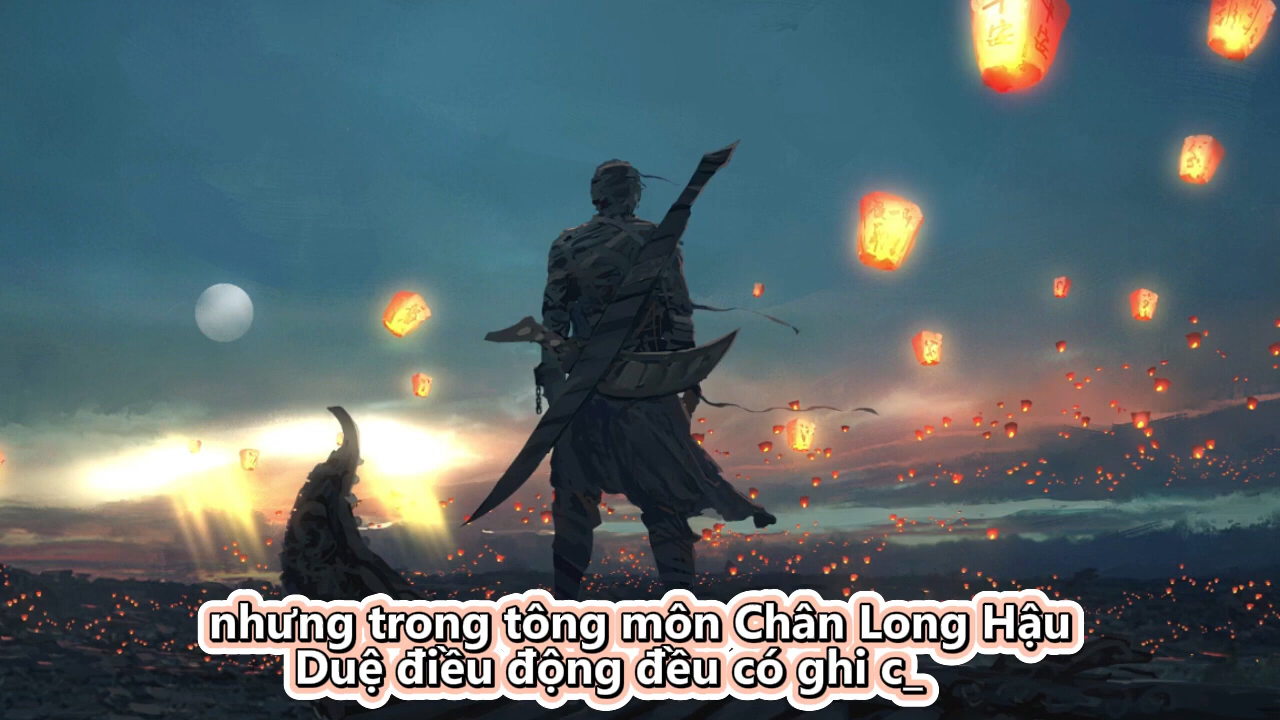 nhưng trong tông môn Chân Long Hậu
Duệ điều động đều có ghi c_